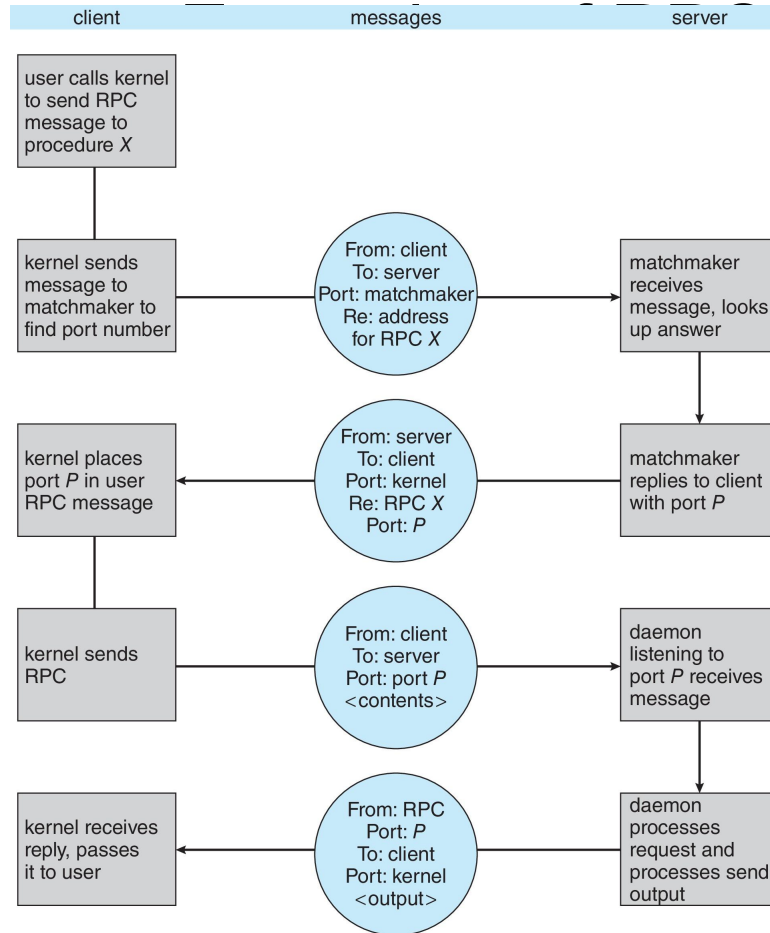 client
messages
server
user calls kernel
to send RPC
message to
procedure X
kernel sends
message to
matchmaker to
find port number
From: client
To: server
Port: matchmaker
Re: address
for RPC X
matchmaker
receives
message, looks
up answer
kernel places
port P in user
RPC message
From: server
To: client
Port: kernel
Re: RPC X
Port: P
matchmaker
replies to client
with port P
kernel sends
RPC
From: client
To: server
Port: port P
<contents>
daemon
listening to
port P receives
message
kernel receives
reply, passes
it to user
From: RPC
Port: P
To: client
Port: kernel
<output>
daemon
processes
request and
processes send
output